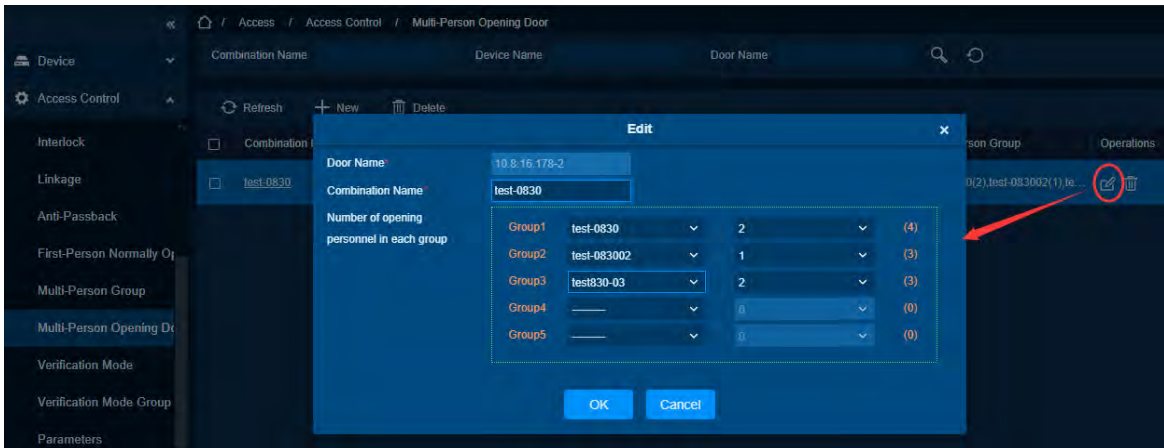 «
/ Access / Access Control / Multi-Person Opening Door
Device
Access Control
Interlock
Linkage
Anti-Passback
First-Person Normally Op
Multi-Person Group
Multi-Person Opening Do
Verification Mode
Verification Mode Group
Parameters
Combination Name Device Name Door Name
Refresh New Delete
Combination son Group Operations
test-0830 0(2),test-083002(1),te...
Edit ×
Door Name* 10.8.16.178-2
Combination Name* test-0830
Number of opening
personnel in each group
Group1 test-0830 2 (4)
Group2 test-083002 1 (3)
Group3 test830-03 2 (3)
Group4 ——— 0 (0)
Group5 ——— 0 (0)
OK Cancel